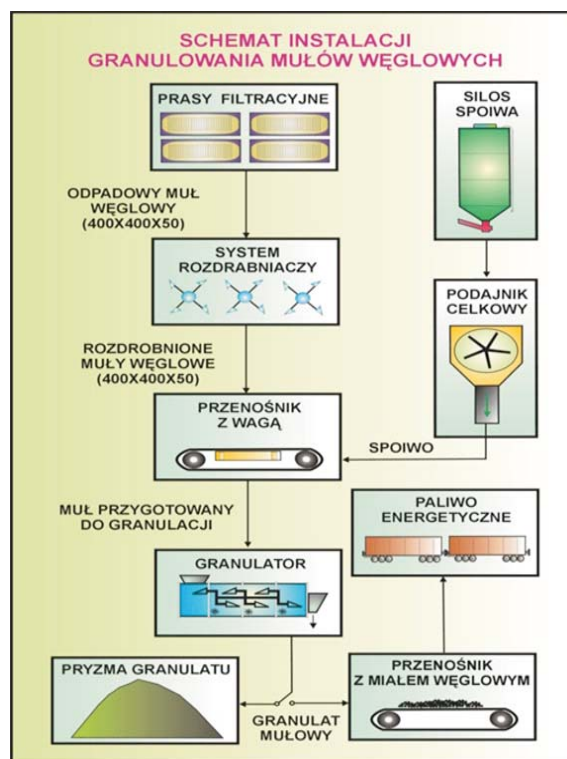 SCHEMAT INSTALACJI
GRANULOWANIA MUŁÓW WĘGLOWYCH
PRASY FILTRACYJNE
SILOS
SPOIWA
ODPADOWY MUŁ
WĘGLOWY
(400X400X50)
SYSTEM
ROZDRABNIACZY
PODAJNIK
CELKOWY
ROZDROBNIONE
MUŁY WĘGLOWE
(400X400X50)
PRZENOŚNIK
Z WAGĄ
SPOIWO
MUŁ PRZYGOTOWANY
DO GRANULACJI
PALIWO
ENERGETYCZNE
GRANULATOR
PRYZMA GRANULATU
PRZENOŚNIK
Z MIAŁEM WĘGLOWYM
GRANULAT
MUŁOWY